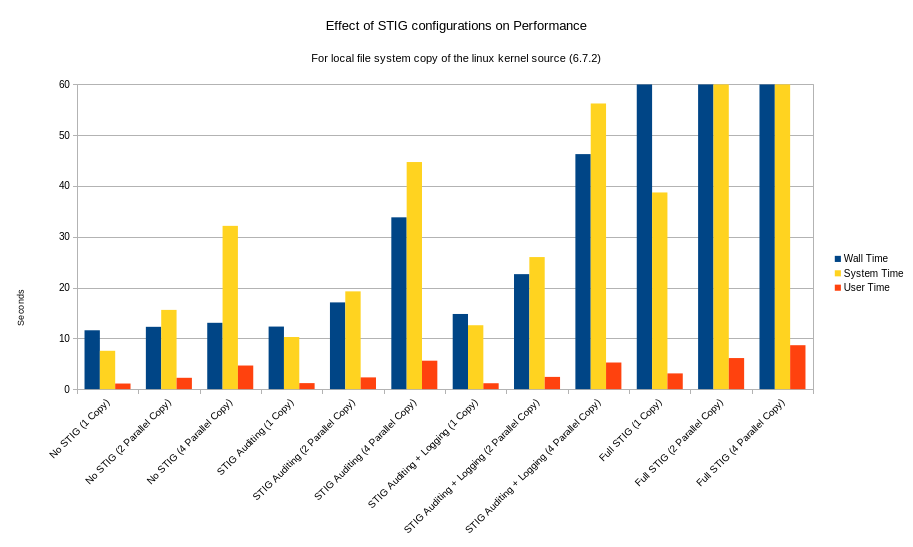 Effect of STIG configurations on Performance
For local file system copy of the linux kernel source (6.7.2)
Seconds
60
50
40
30
20
10
0
No STIG (1 Copy)
No STIG (2 Parallel Copy)
No STIG (4 Parallel Copy)
STIG Auditing (1 Copy)
STIG Auditing (2 Parallel Copy)
STIG Auditing (4 Parallel Copy)
STIG Auditing + Logging (1 Copy)
STIG Auditing + Logging (2 Parallel Copy)
STIG Auditing + Logging (4 Parallel Copy)
Full STIG (1 Copy)
Full STIG (2 Parallel Copy)
Full STIG (4 Parallel Copy)
Wall Time
System Time
User Time